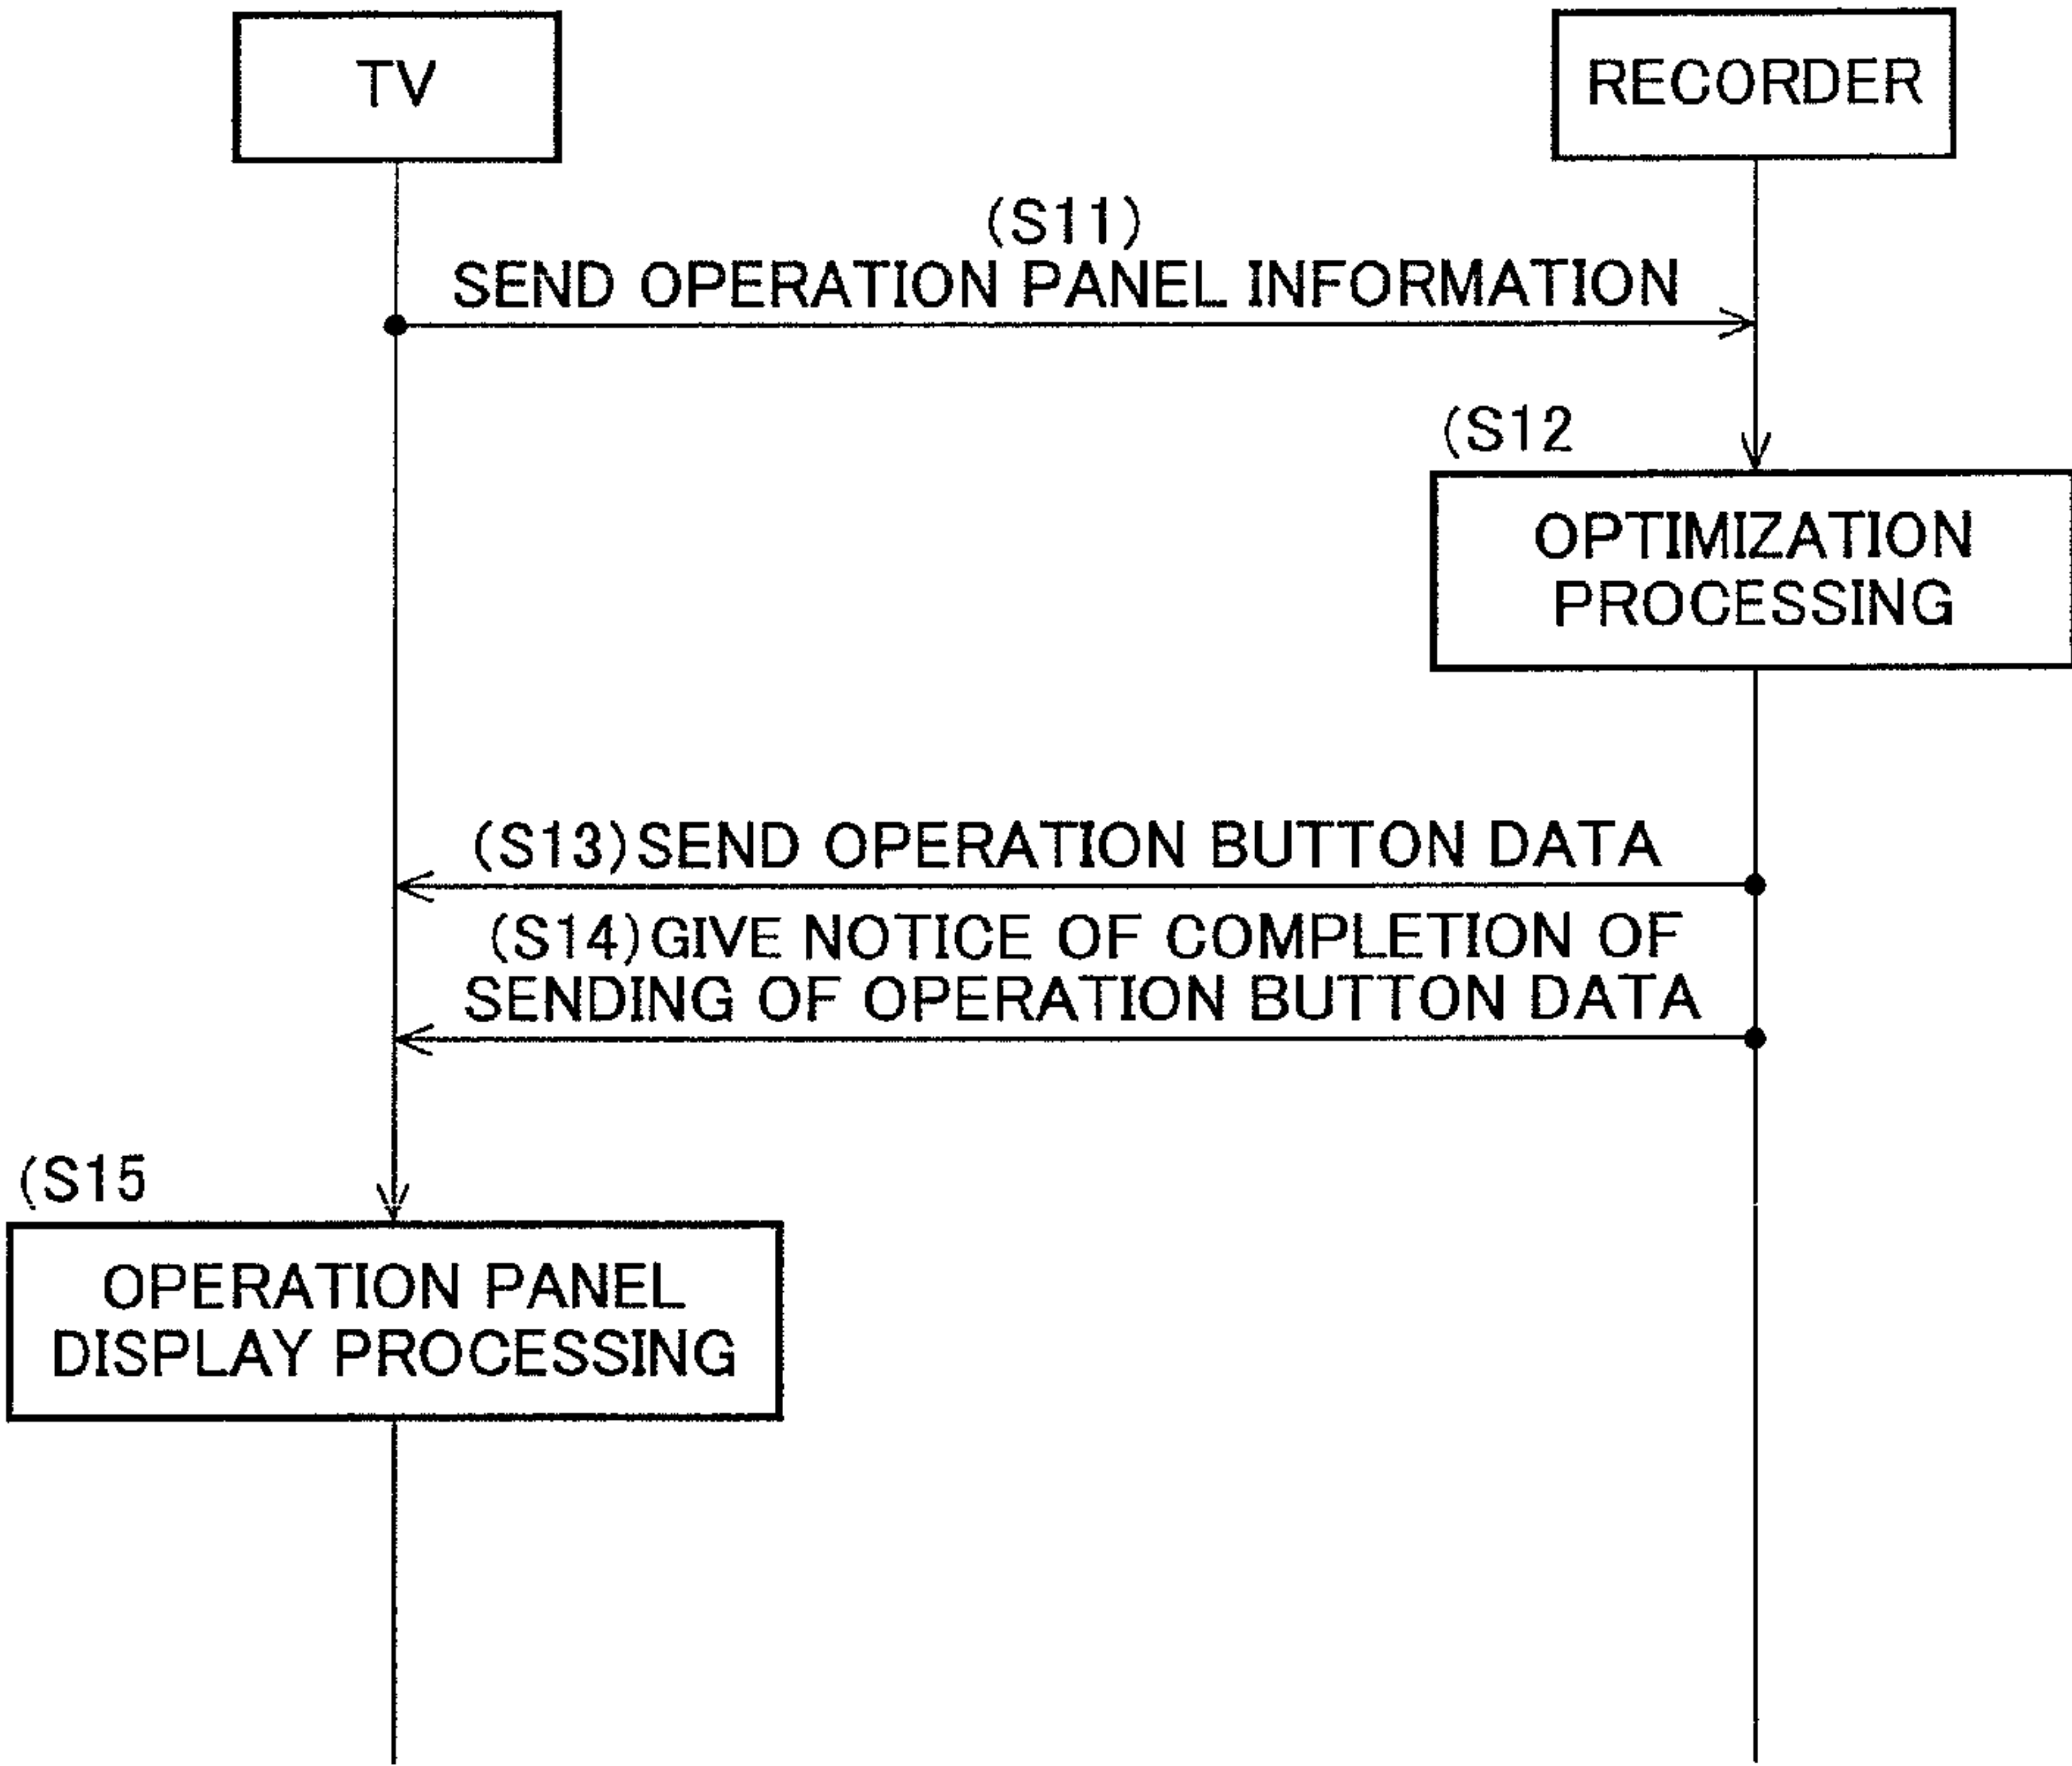 TV
RECORDER
(S11)
SEND OPERATION PANEL INFORMATION
(S12
OPTIMIZATION
PROCESSING
(S13)SEND OPERATION BUTTON DATA
(S14)GIVE NOTICE OF COMPLETION OF
SENDING OF OPERATION BUTTON DATA
(S15
OPERATION PANEL
DISPLAY PROCESSING